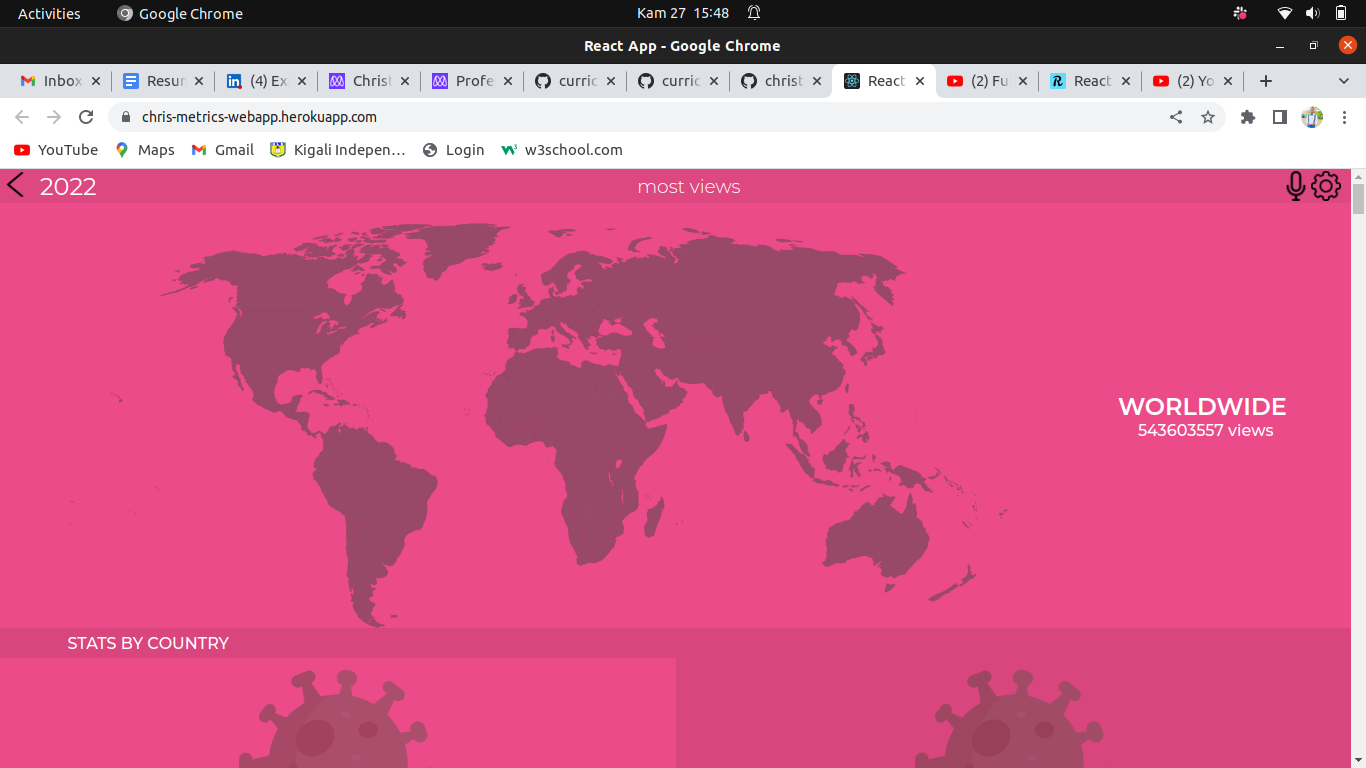 Activities Google Chrome Kam 27 15:48
React App - Google Chrome
Inbox Resun (4) Ex Christ Profe curric curric christ React (2) Fu React (2) Yo
chris-metrics-webapp.herokuapp.com
YouTube Maps Gmail Kigali Indepen… Login w3school.com
2022 most views
WORLDWIDE
543603557 views
STATS BY COUNTRY